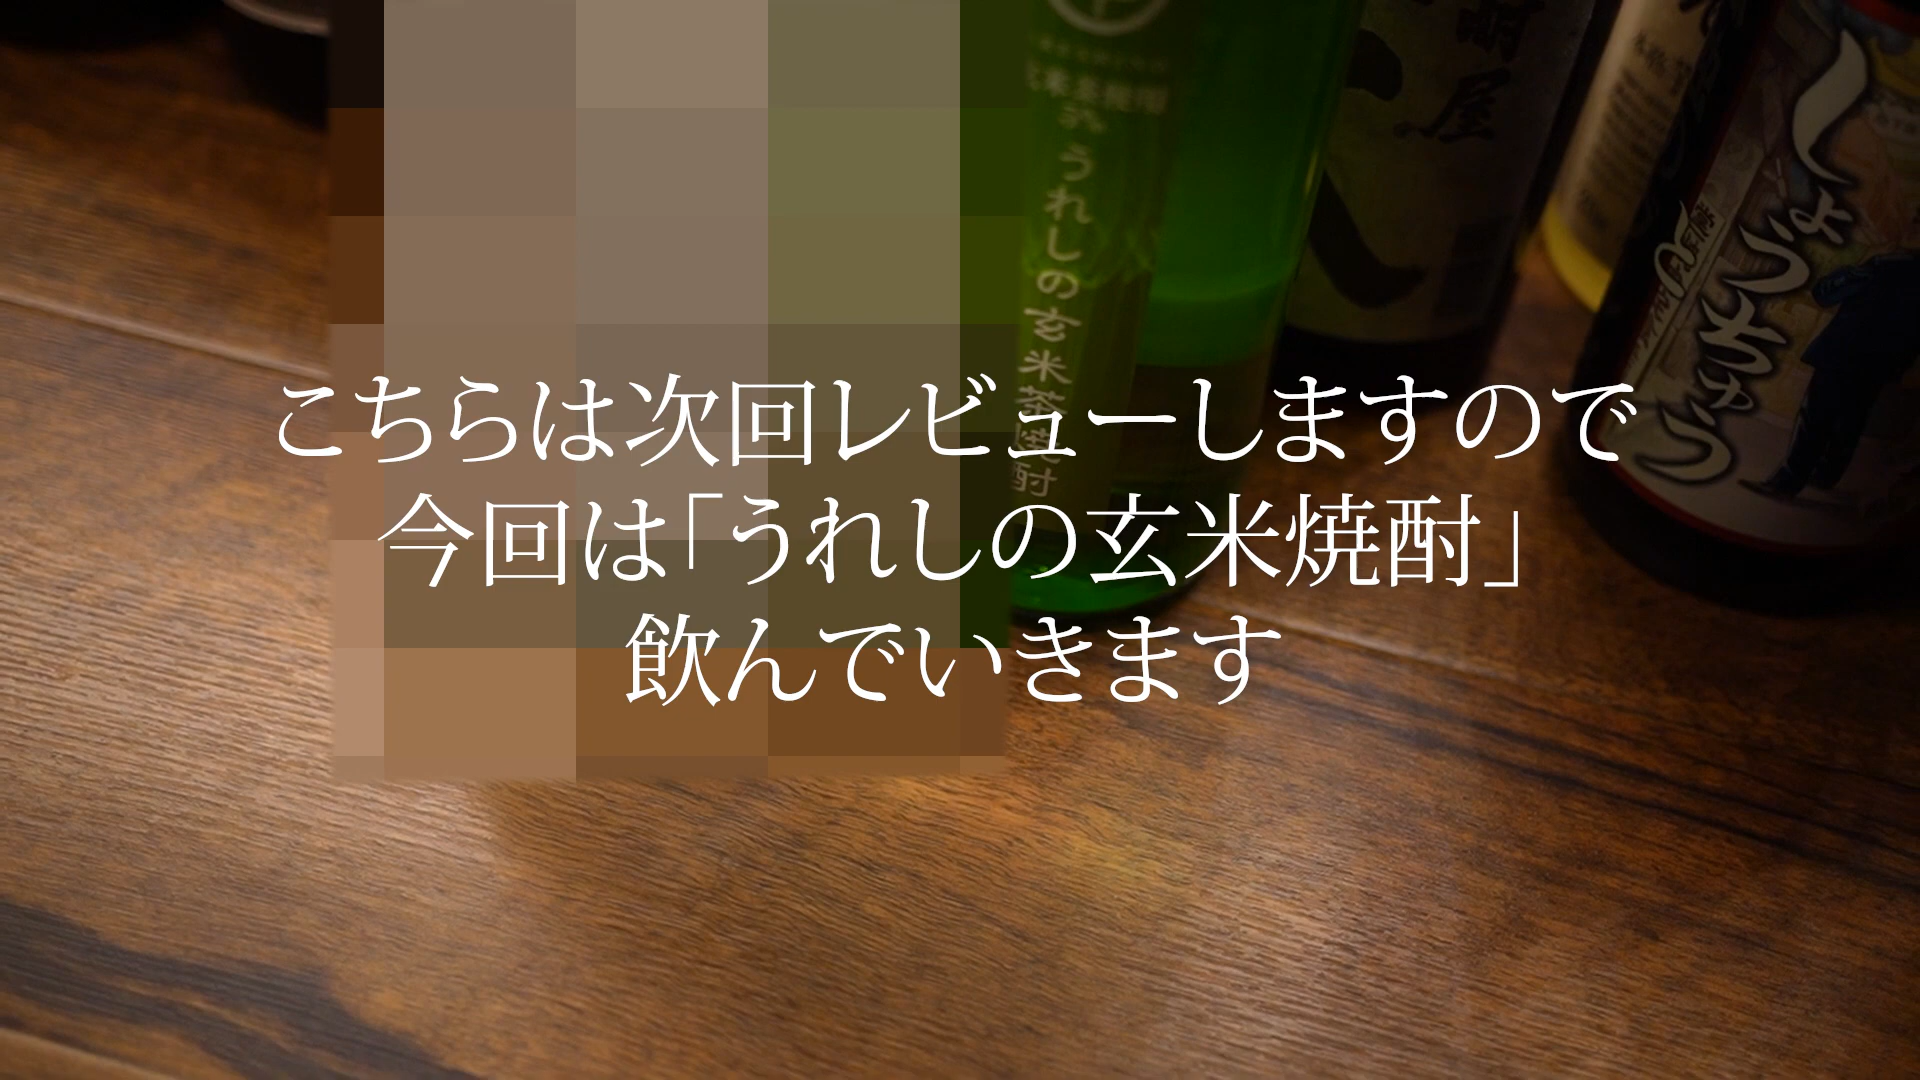 こちらは次回レビューしますので
今回は「うれしの玄米焼酎」
飲んでいきます
うれしの玄米茶焼酎
しょうちゅう
屋